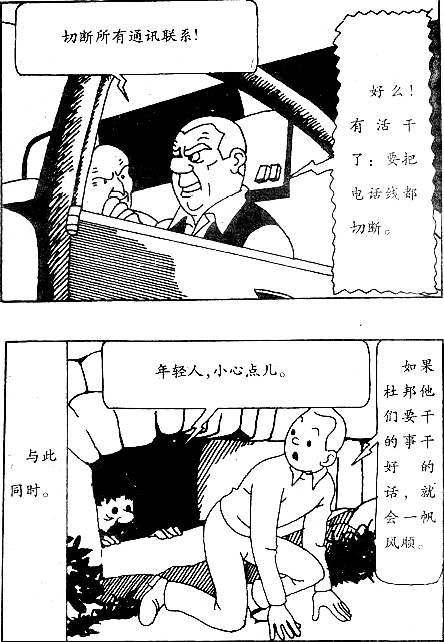 切断所有通讯联系!
好么!
有活干
了:要把
电话线都
切断。
年轻人,小心点儿。
如果
杜邦他
们要干
的事干
好的
话,就
会一帆
风顺。
与此
同时。